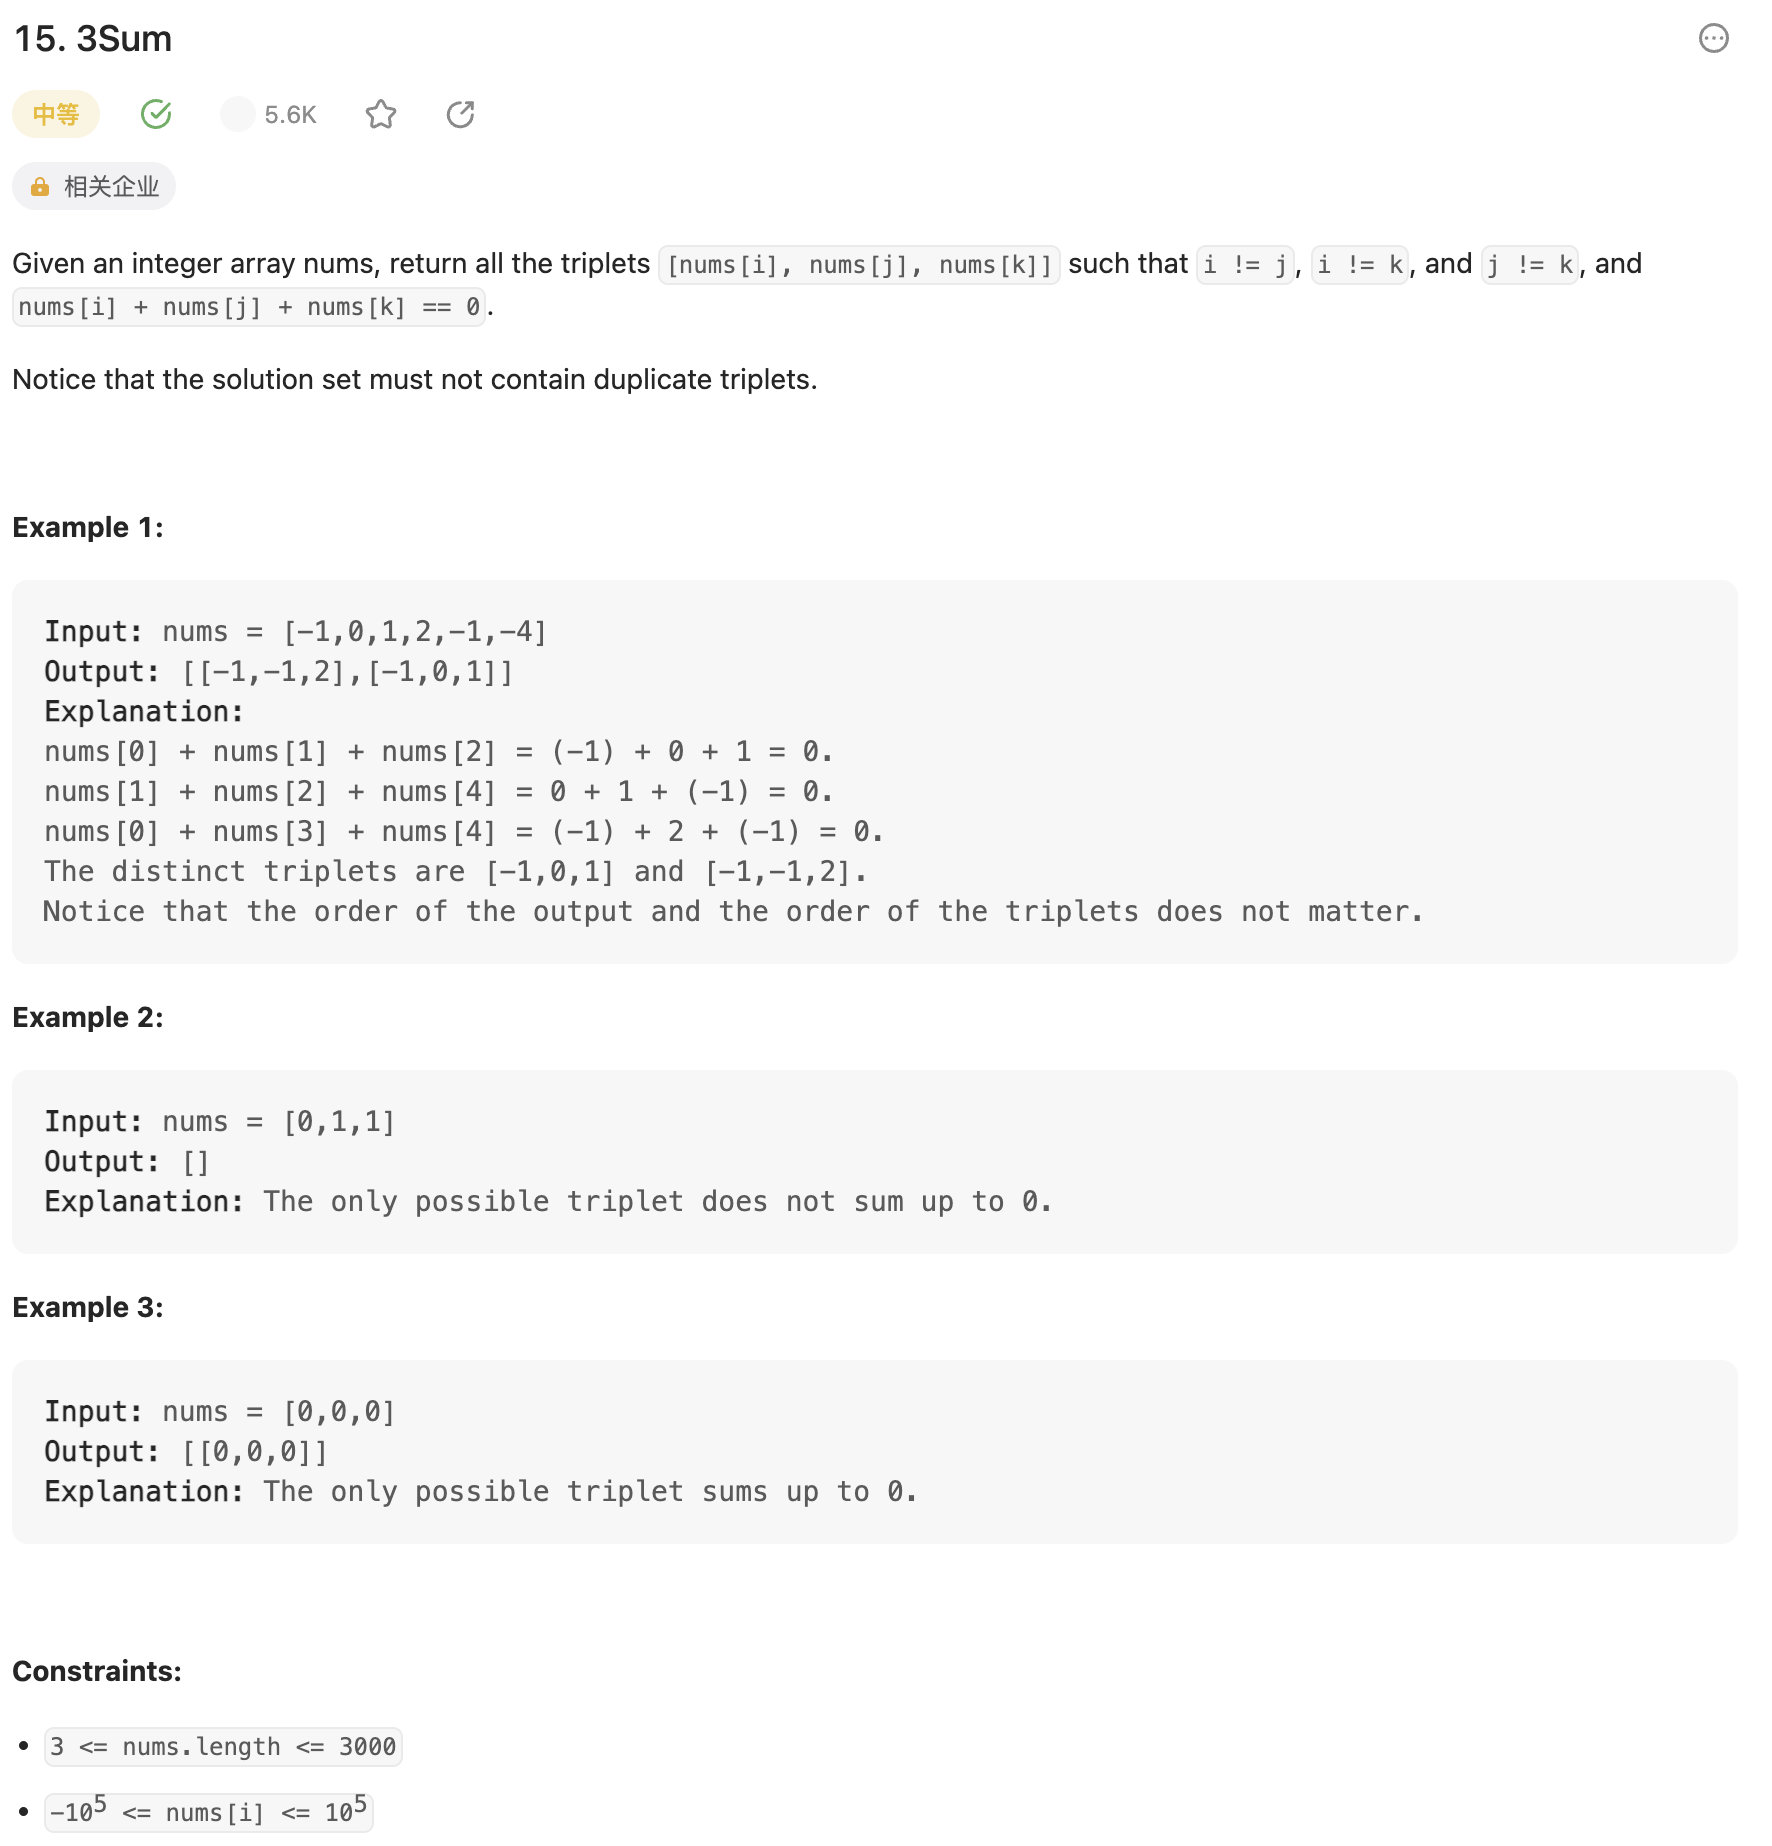 15. 3Sum
中等
5.6K
相关企业
Given an integer array nums, return all the triplets [nums[i], nums[j], nums[k]] such that i != j, i != k, and j != k, and
nums[i] + nums[j] + nums[k] == 0.
Notice that the solution set must not contain duplicate triplets.
Example 1:
Input: nums = [-1,0,1,2,-1,-4]
Output: [[-1,-1,2],[-1,0,1]]
Explanation:
nums[0] + nums[1] + nums[2] = (-1) + 0 + 1 = 0.
nums[1] + nums[2] + nums[4] = 0 + 1 + (-1) = 0.
nums[0] + nums[3] + nums[4] = (-1) + 2 + (-1) = 0.
The distinct triplets are [-1,0,1] and [-1,-1,2].
Notice that the order of the output and the order of the triplets does not matter.
Example 2:
Input: nums = [0,1,1]
Output: []
Explanation: The only possible triplet does not sum up to 0.
Example 3:
Input: nums = [0,0,0]
Output: [[0,0,0]]
Explanation: The only possible triplet sums up to 0.
Constraints:
• 3 <= nums.length <= 3000
• -10⁵ <= nums[i] <= 10⁵